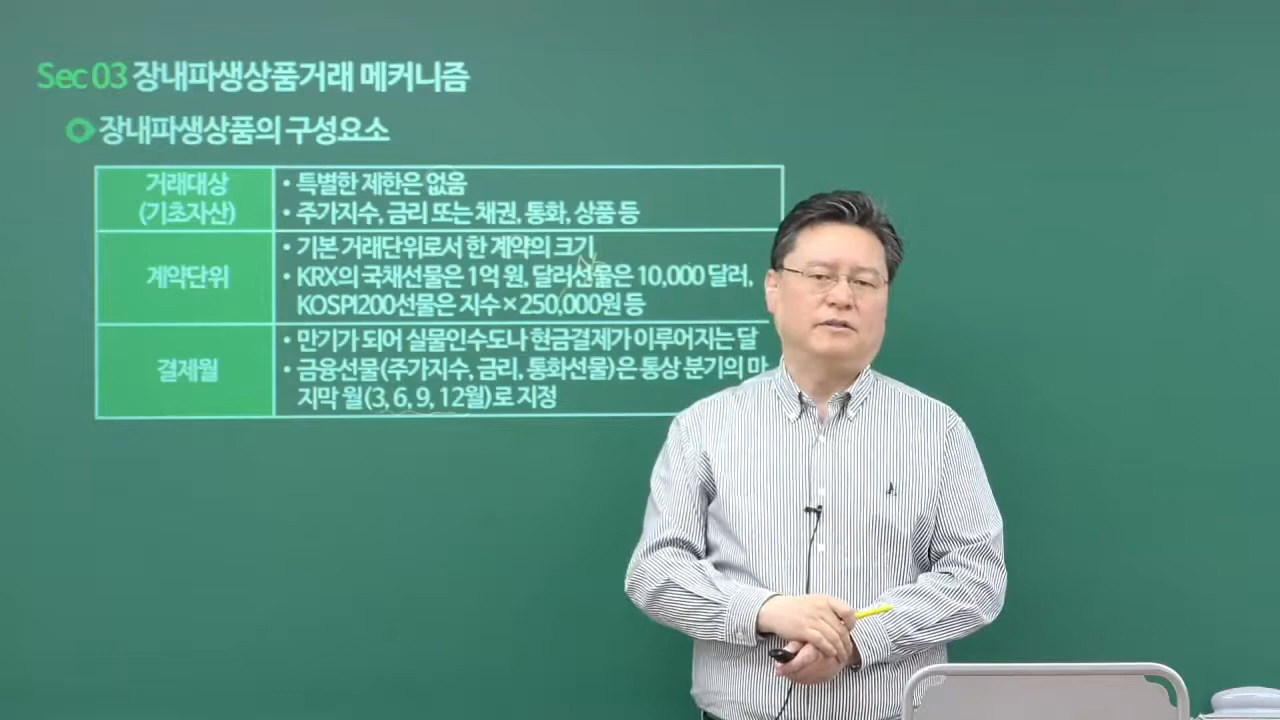 Sec 03 장내파생상품거래 메커니즘
장내파생상품의 구성요소
거래대상
(기초자산)
• 특별한 제한은 없음
• 주가지수, 금리 또는 채권, 통화, 상품 등
계약단위
• 기본 거래단위로서 한 계약의 크기
• KRX의 국채선물은 1억 원, 달러선물은 10,000 달러,
KOSPI200선물은 지수 × 250,000원 등
결제월
• 만기가 되어 실물인수도나 현금결제가 이루어지는 달
• 금융선물(주가지수, 금리, 통화선물)은 통상 분기의 마
지막 월(3, 6, 9, 12월)로 지정